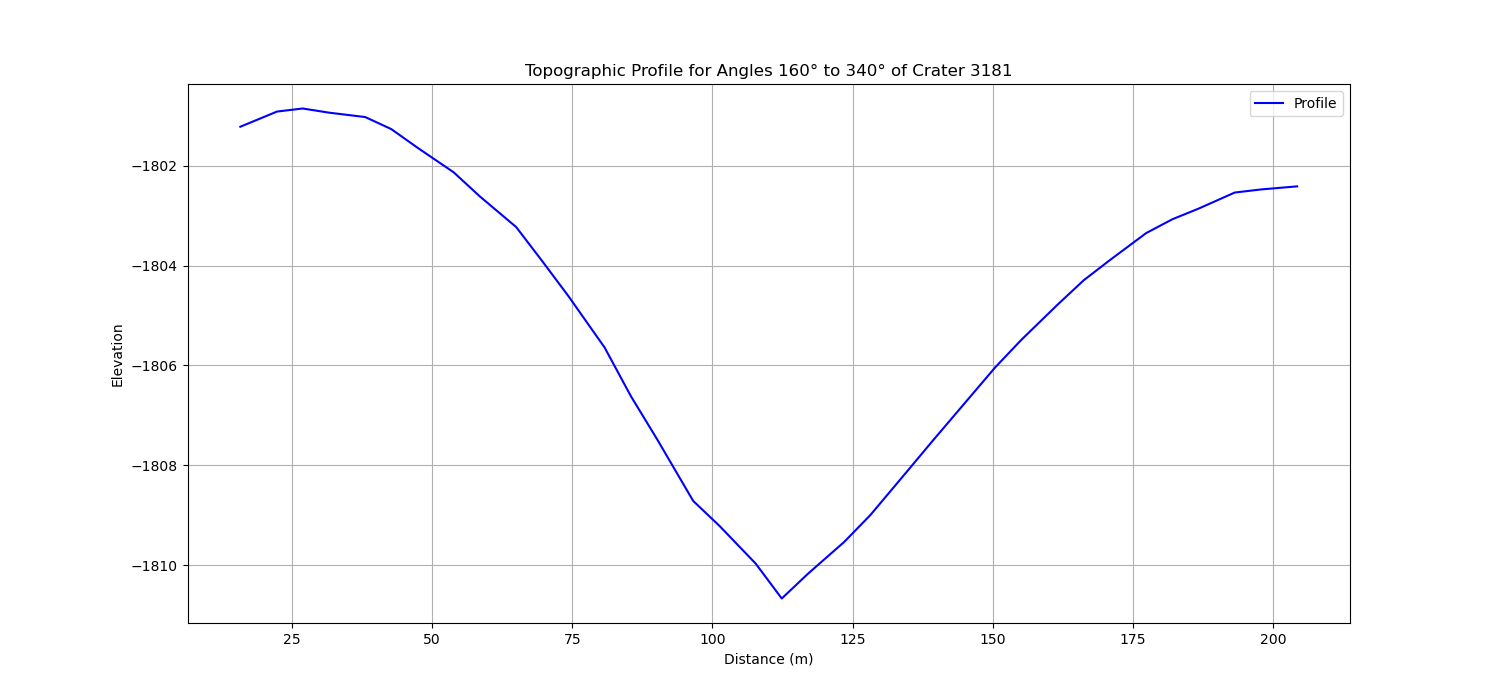 Topographic Profile for Angles 160° to 340° of Crater 3181
Profile
−1802
−1804
−1806
−1808
−1810
Elevation
25 50 75 100 125 150 175 200
Distance (m)